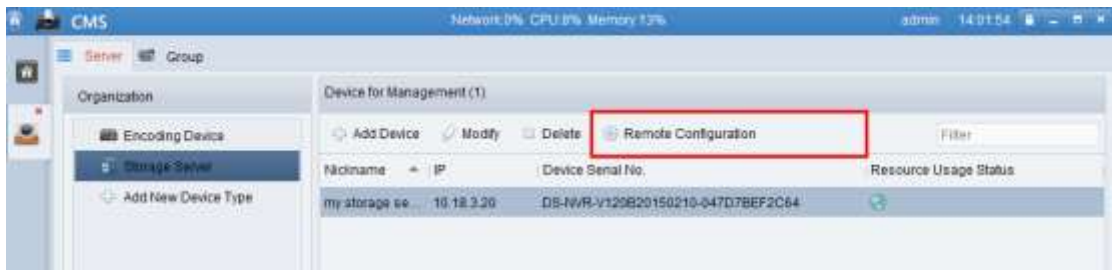 CMS Network:0% CPU:8% Memory:13% admin 14:01:54
Server Group
Organization Device for Management (1)
Encoding Device Add Device Modify Delete Remote Configuration Filter
Storage Server Nickname IP Device Serial No. Resource Usage Status
Add New Device Type my storage se... 10.18.3.20 DS-NVR-V120B20150210-047D7BEF2C64